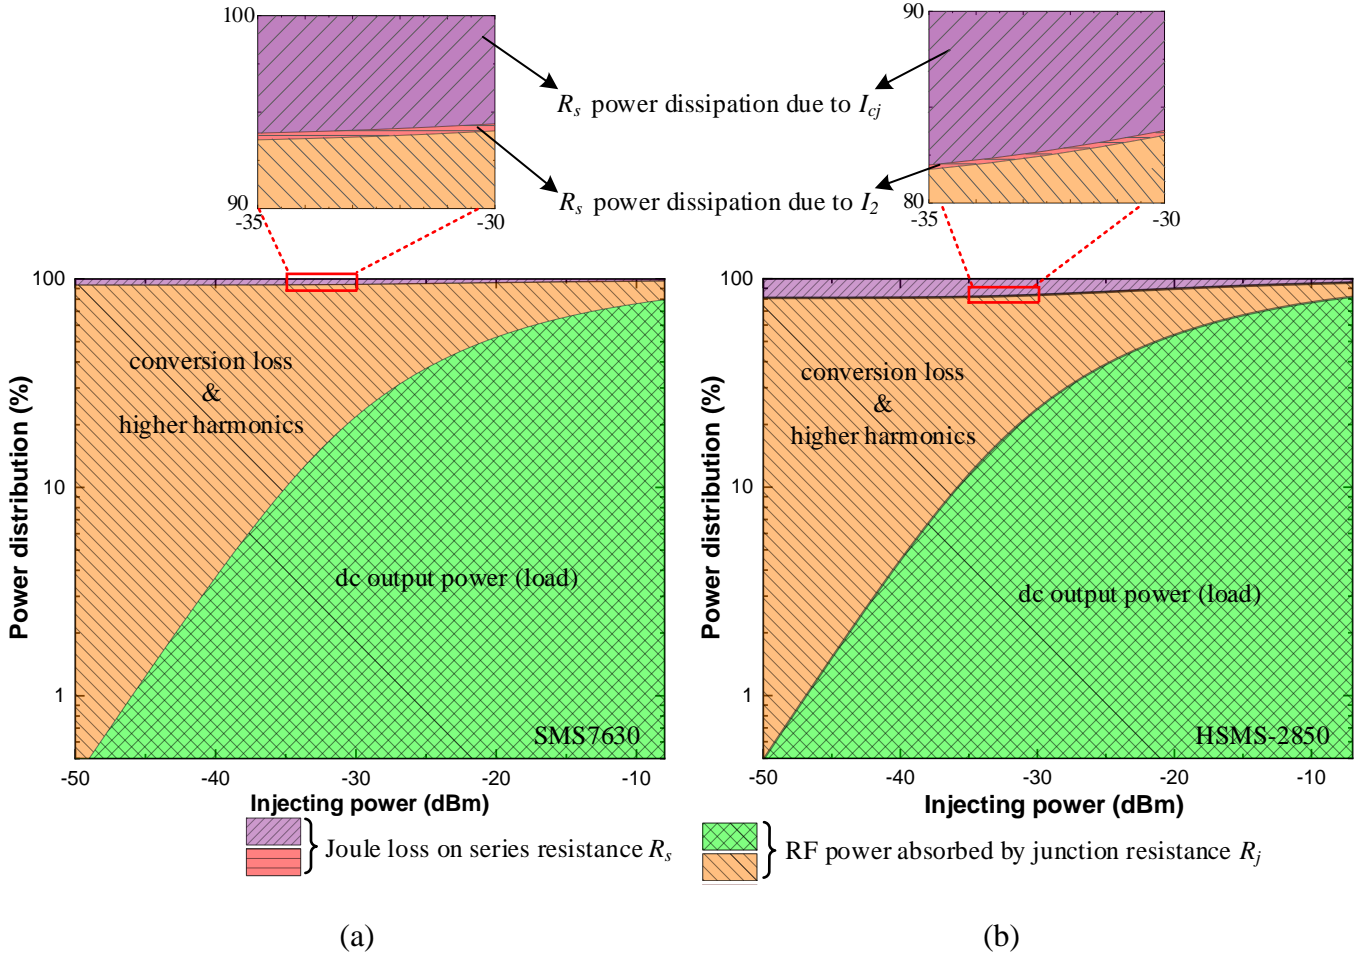 100
90
-35
-30
90
80
-35
-30
R_s power dissipation due to I_cj
R_s power dissipation due to I_2
100
10
1
Power distribution (%)
conversion loss
&
higher harmonics
dc output power (load)
SMS7630
-50 -40 -30 -20 -10
Injecting power (dBm)
100
10
1
Power distribution (%)
conversion loss
&
higher harmonics
dc output power (load)
HSMS-2850
-50 -40 -30 -20 -10
Injecting power (dBm)
Joule loss on series resistance R_s
RF power absorbed by junction resistance R_j
(a)
(b)